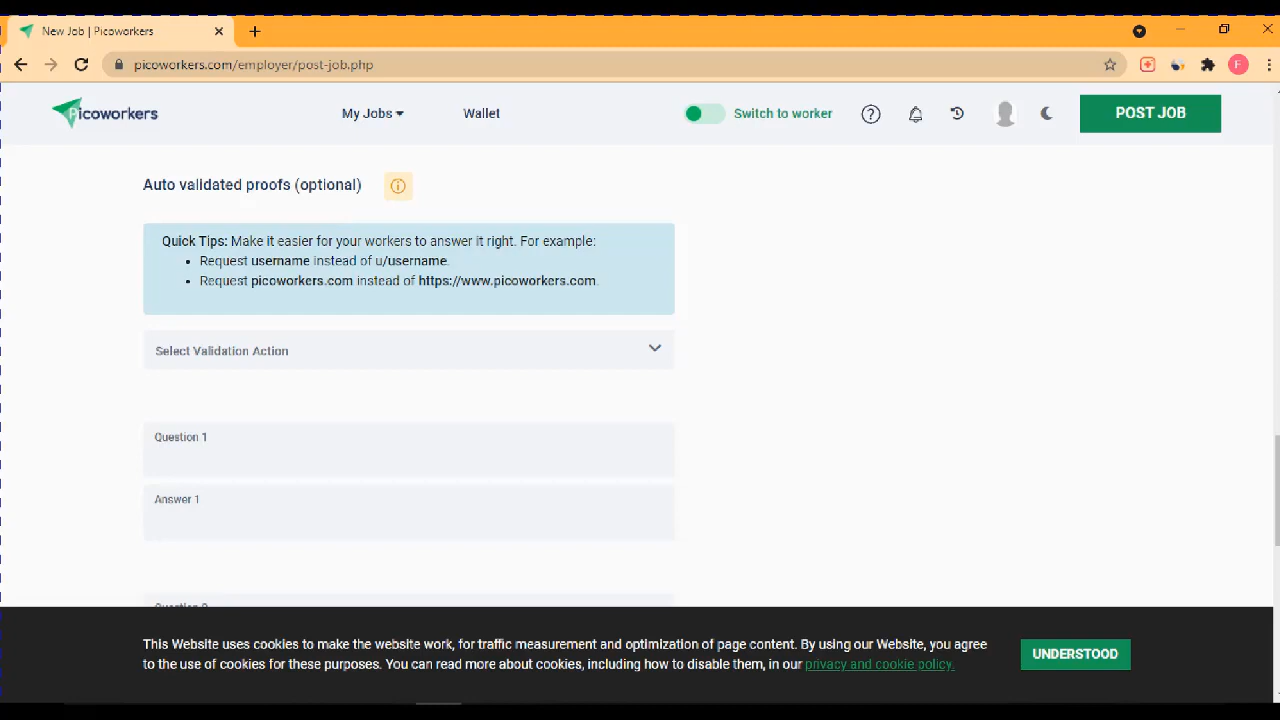 New Job | Picoworkers
picoworkers.com/employer/post-job.php
F
Picoworkers
My Jobs
Wallet
Switch to worker
POST JOB
Auto validated proofs (optional)
Quick Tips: Make it easier for your workers to answer it right. For example:
• Request username instead of u/username.
• Request picoworkers.com instead of https://www.picoworkers.com.
Select Validation Action
Question 1
Answer 1
Question 2
This Website uses cookies to make the website work, for traffic measurement and optimization of page content. By using our Website, you agree
to the use of cookies for these purposes. You can read more about cookies, including how to disable them, in our privacy and cookie policy.
UNDERSTOOD